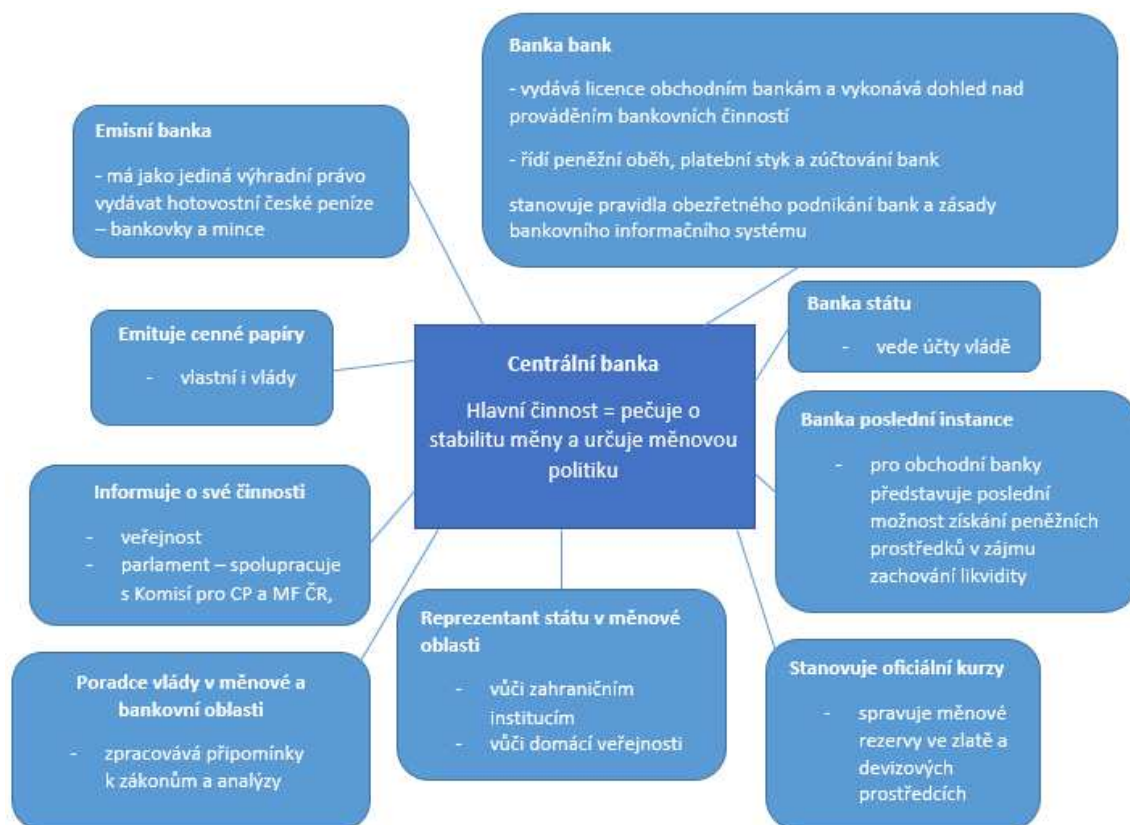 Banka bank
- vydává licence obchodním bankám a vykonává dohled nad
prováděním bankovních činností
- řídí peněžní oběh, platební styk a zúčtování bank
stanovuje pravidla obezřetného podnikání bank a zásady
bankovního informačního systému
Emisní banka
- má jako jediná výhradní právo
vydávat hotovostní české peníze
– bankovky a mince
Banka státu
- vede účty vládě
Emituje cenné papíry
- vlastní i vlády
Centrální banka
Hlavní činnost = pečuje o
stabilitu měny a určuje měnovou
politiku
Banka poslední instance
- pro obchodní banky
představuje poslední
možnost získání peněžních
prostředků v zájmu
zachování likvidity
Informuje o své činnosti
- veřejnost
- parlament – spolupracuje
s Komisí pro CP a MF ČR,
Reprezentant státu v měnové
oblasti
- vůči zahraničním
institucím
- vůči domácí veřejnosti
Stanovuje oficiální kurzy
- spravuje měnové
rezervy ve zlatě a
devizových
prostředcích
Poradce vlády v měnové a
bankovní oblasti
- zpracovává připomínky
k zákonům a analýzy